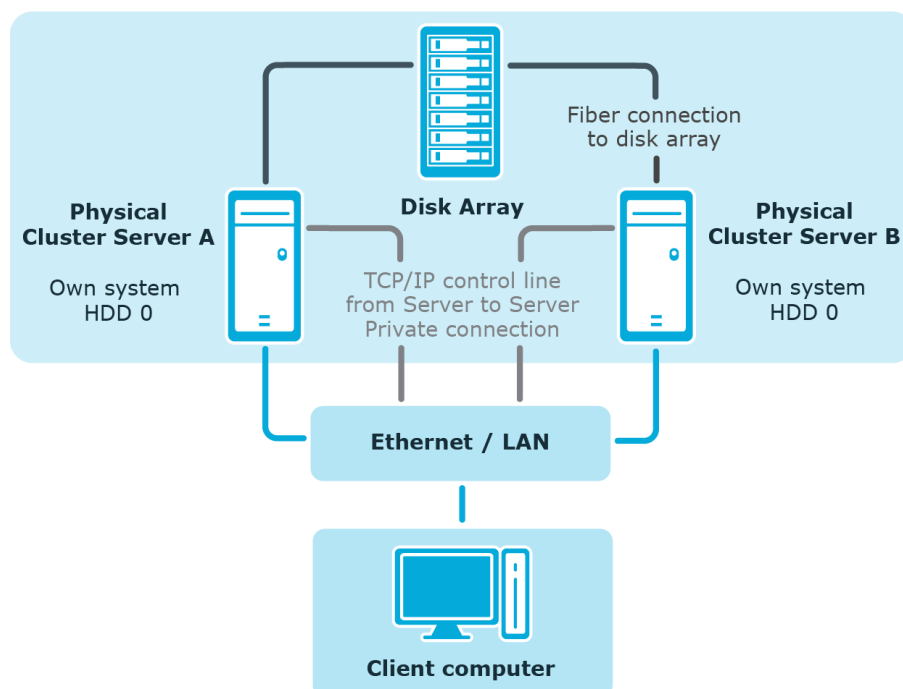 Fiber connection
to disk array
Disk Array
Physical
Cluster Server A
Own system
HDD 0
Physical
Cluster Server B
Own system
HDD 0
TCP/IP control line
from Server to Server
Private connection
Ethernet / LAN
Client computer